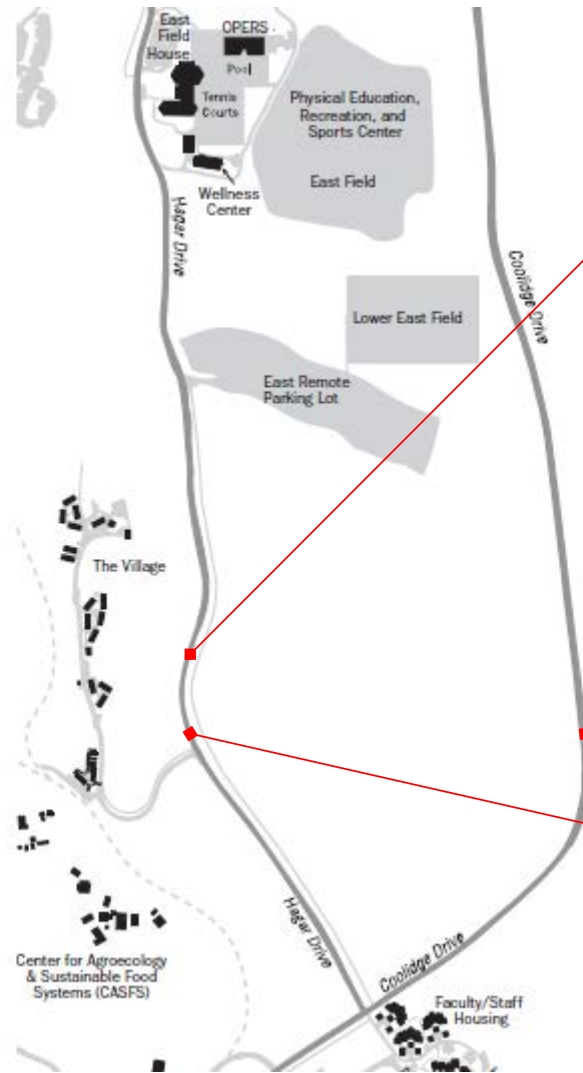 East
Field
House
OPERS
Pool
Tennis
Courts
Physical Education,
Recreation, and
Sports Center
East Field
Wellness
Center
Hagar Drive
Coolidge Drive
Lower East Field
East Remote
Parking Lot
The Village
Hagar Drive
Coolidge Drive
Center for Agroecology
& Sustainable Food
Systems (CASFS)
Faculty/Staff
Housing